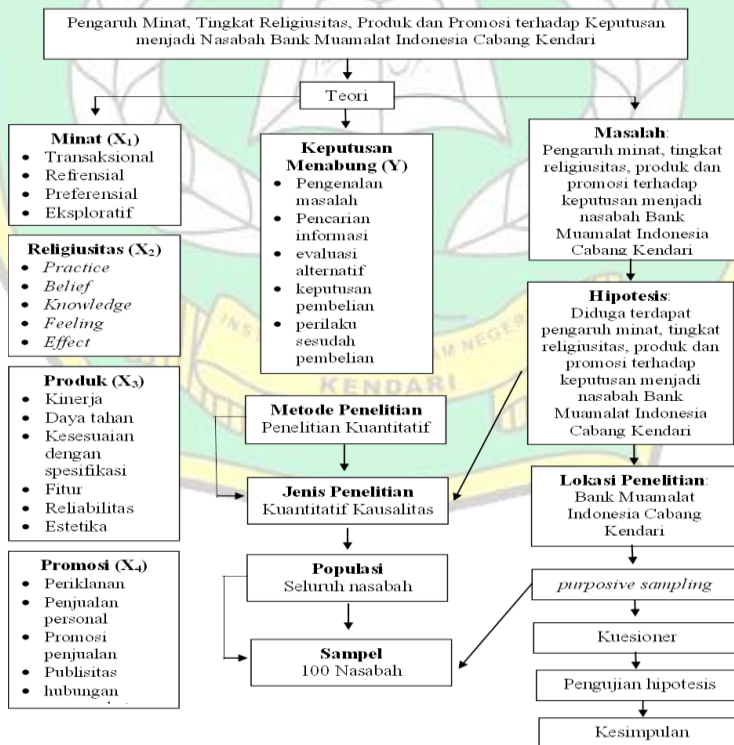 Pengaruh Minat, Tingkat Religiusitas, Produk dan Promosi terhadap Keputusan
menjadi Nasabah Bank Muamalat Indonesia Cabang Kendari
Teori
Minat (X₁)
• Transaksional
• Refrensial
• Preferensial
• Eksploratif
Religiusitas (X₂)
• Practice
• Belief
• Knowledge
• Feeling
• Effect
Produk (X₃)
• Kinerja
• Daya tahan
• Kesesuaian
dengan
spesifikasi
• Fitur
• Reliabilitas
• Estetika
Promosi (X₄)
• Periklanan
• Penjualan
personal
• Promosi
penjualan
• Publisitas
• hubungan
Keputusan
Menabung (Y)
• Pengenalan
masalah
• Pencarian
informasi
• evaluasi
alternatif
• keputusan
pembelian
• perilaku
sesudah
pembelian
KENDARI
Metode Penelitian
Penelitian Kuantitatif
Jenis Penelitian
Kuantitatif Kausalitas
Populasi
Seluruh nasabah
Sampel
100 Nasabah
Masalah:
Pengaruh minat, tingkat
religiusitas, produk dan
promosi terhadap
keputusan menjadi
nasabah Bank
Muamalat Indonesia
Cabang Kendari
Hipotesis:
Diduga terdapat
pengaruh minat, tingkat
religiusitas, produk dan
promosi terhadap
keputusan menjadi
nasabah Bank
Muamalat Indonesia
Cabang Kendari
Lokasi Penelitian:
Bank Muamalat
Indonesia Cabang
Kendari
purposive sampling
Kuesioner
Pengujian hipotesis
Kesimpulan